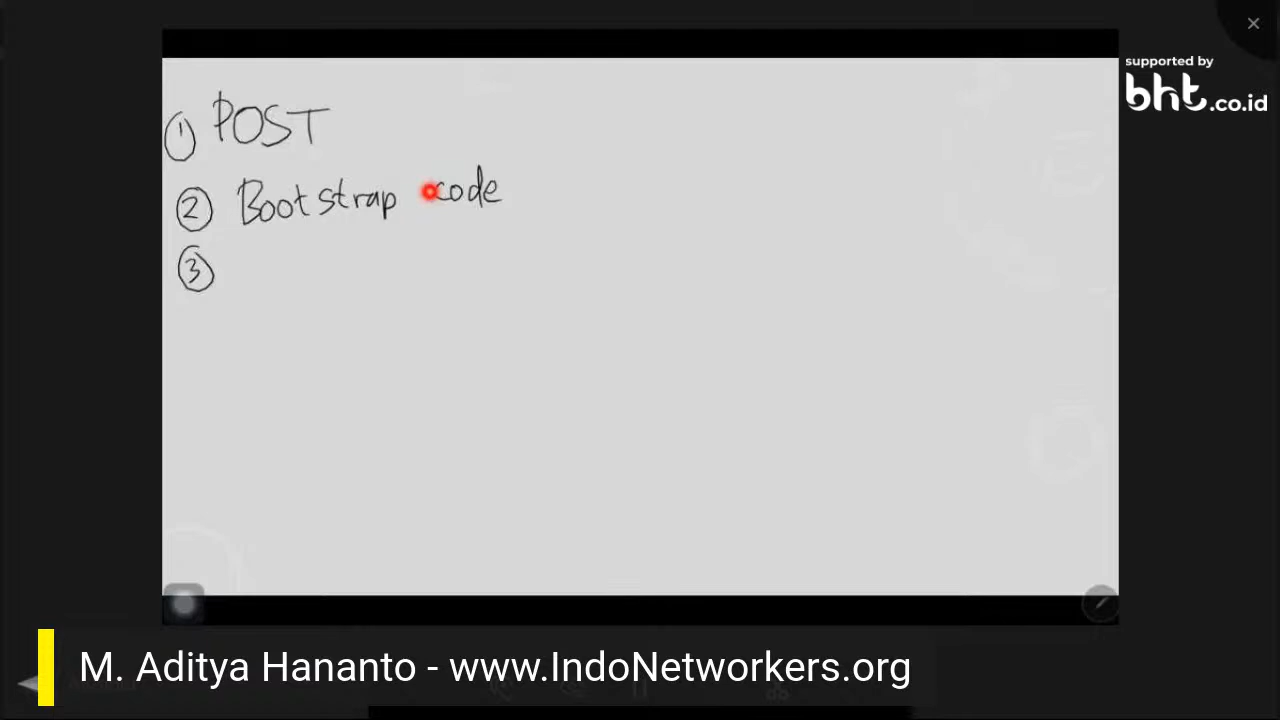 supported by
bht.co.id
① POST
② Bootstrap code
③
M. Aditya Hananto - www.IndoNetworkers.org